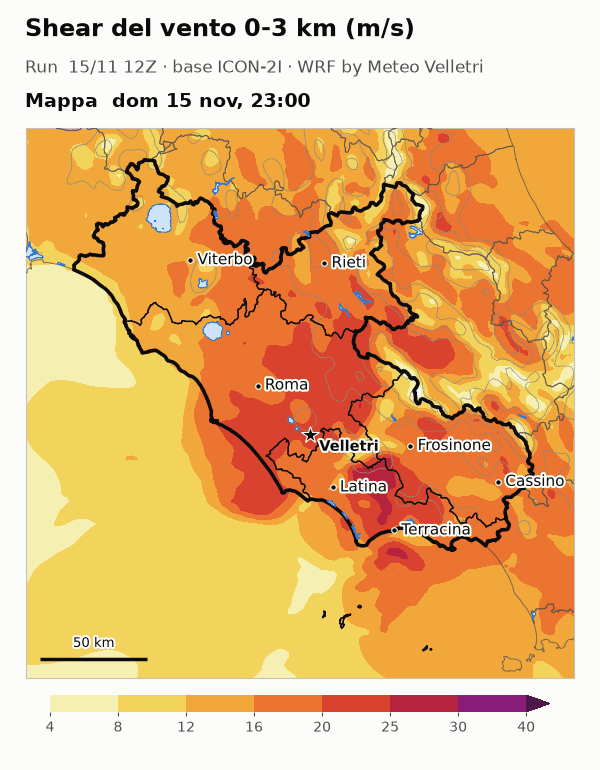 Shear del vento 0-3 km (m/s)
Run  15/11 12Z · base ICON-2I · WRF by Meteo Velletri
Mappa  dom 15 nov, 23:00
Viterbo
Rieti
Roma
Velletri
Frosinone
Latina
Cassino
Terracina
50 km
4 8 12 16 20 25 30 40